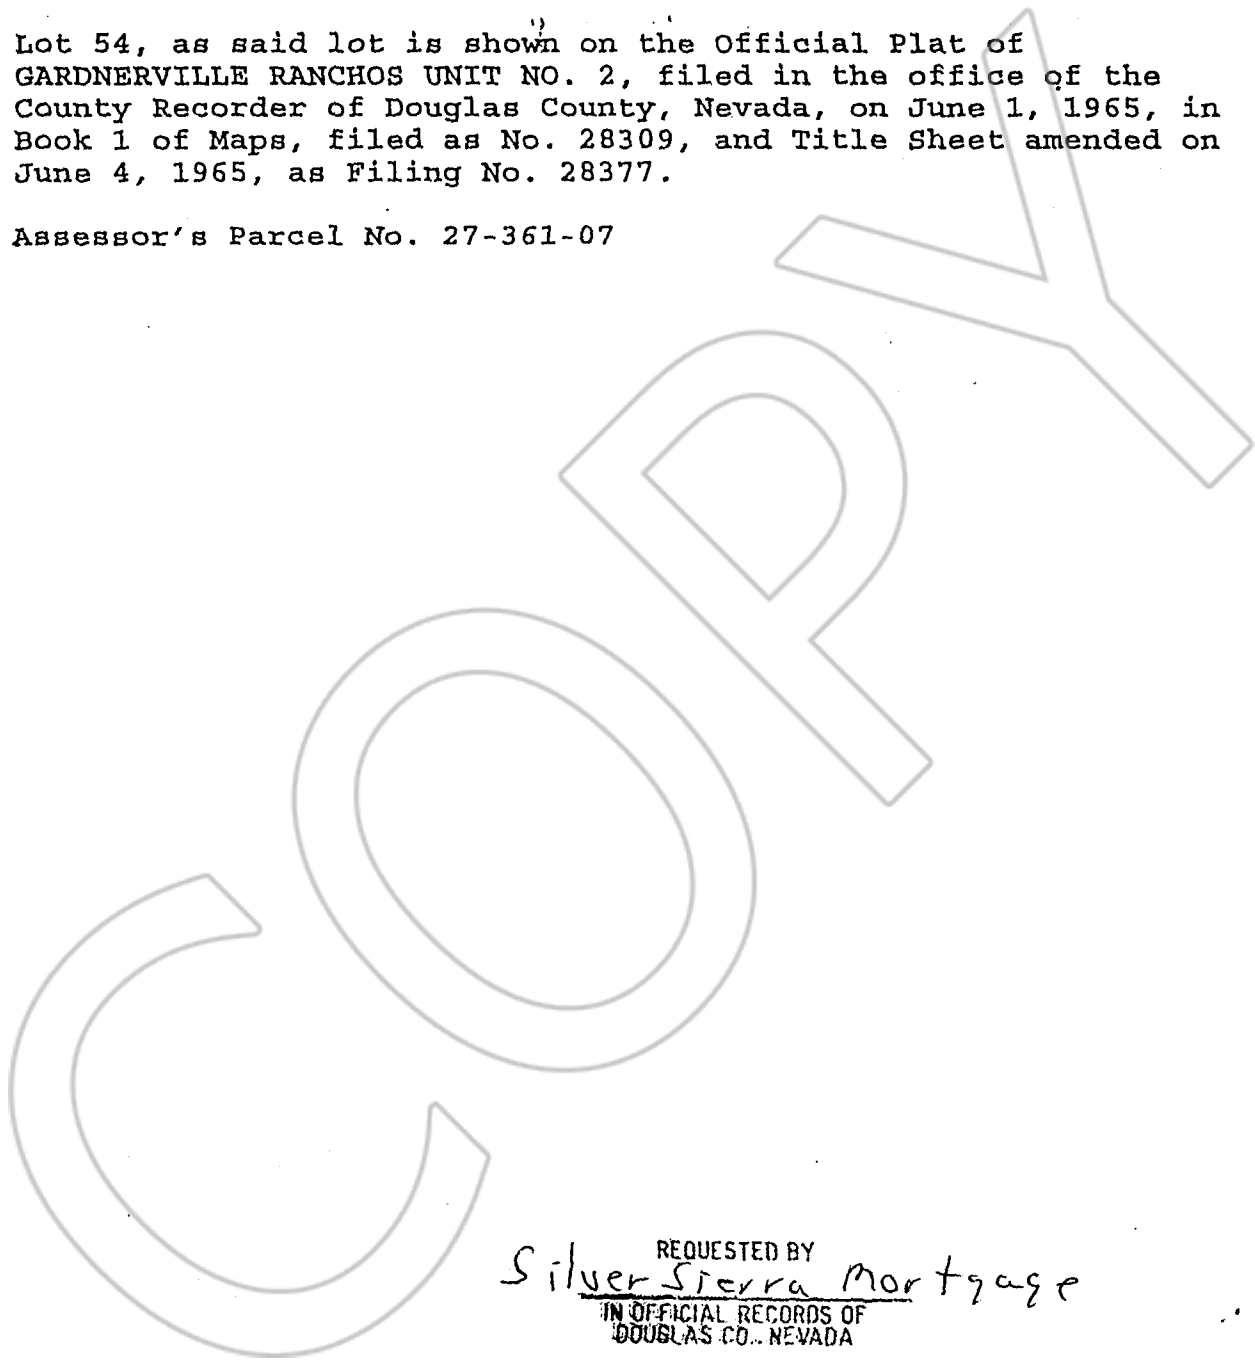 Lot 54, as said lot is shown on the Official Plat of
GARDNERVILLE RANCHOS UNIT NO. 2, filed in the office of the
County Recorder of Douglas County, Nevada, on June 1, 1965, in
Book 1 of Maps, filed as No. 28309, and Title Sheet amended on
June 4, 1965, as Filing No. 28377.
Assessor's Parcel No. 27-361-07
COPY
REQUESTED BY
Silver Sierra Mortgage
IN OFFICIAL RECORDS OF
DOUGLAS CO., NEVADA